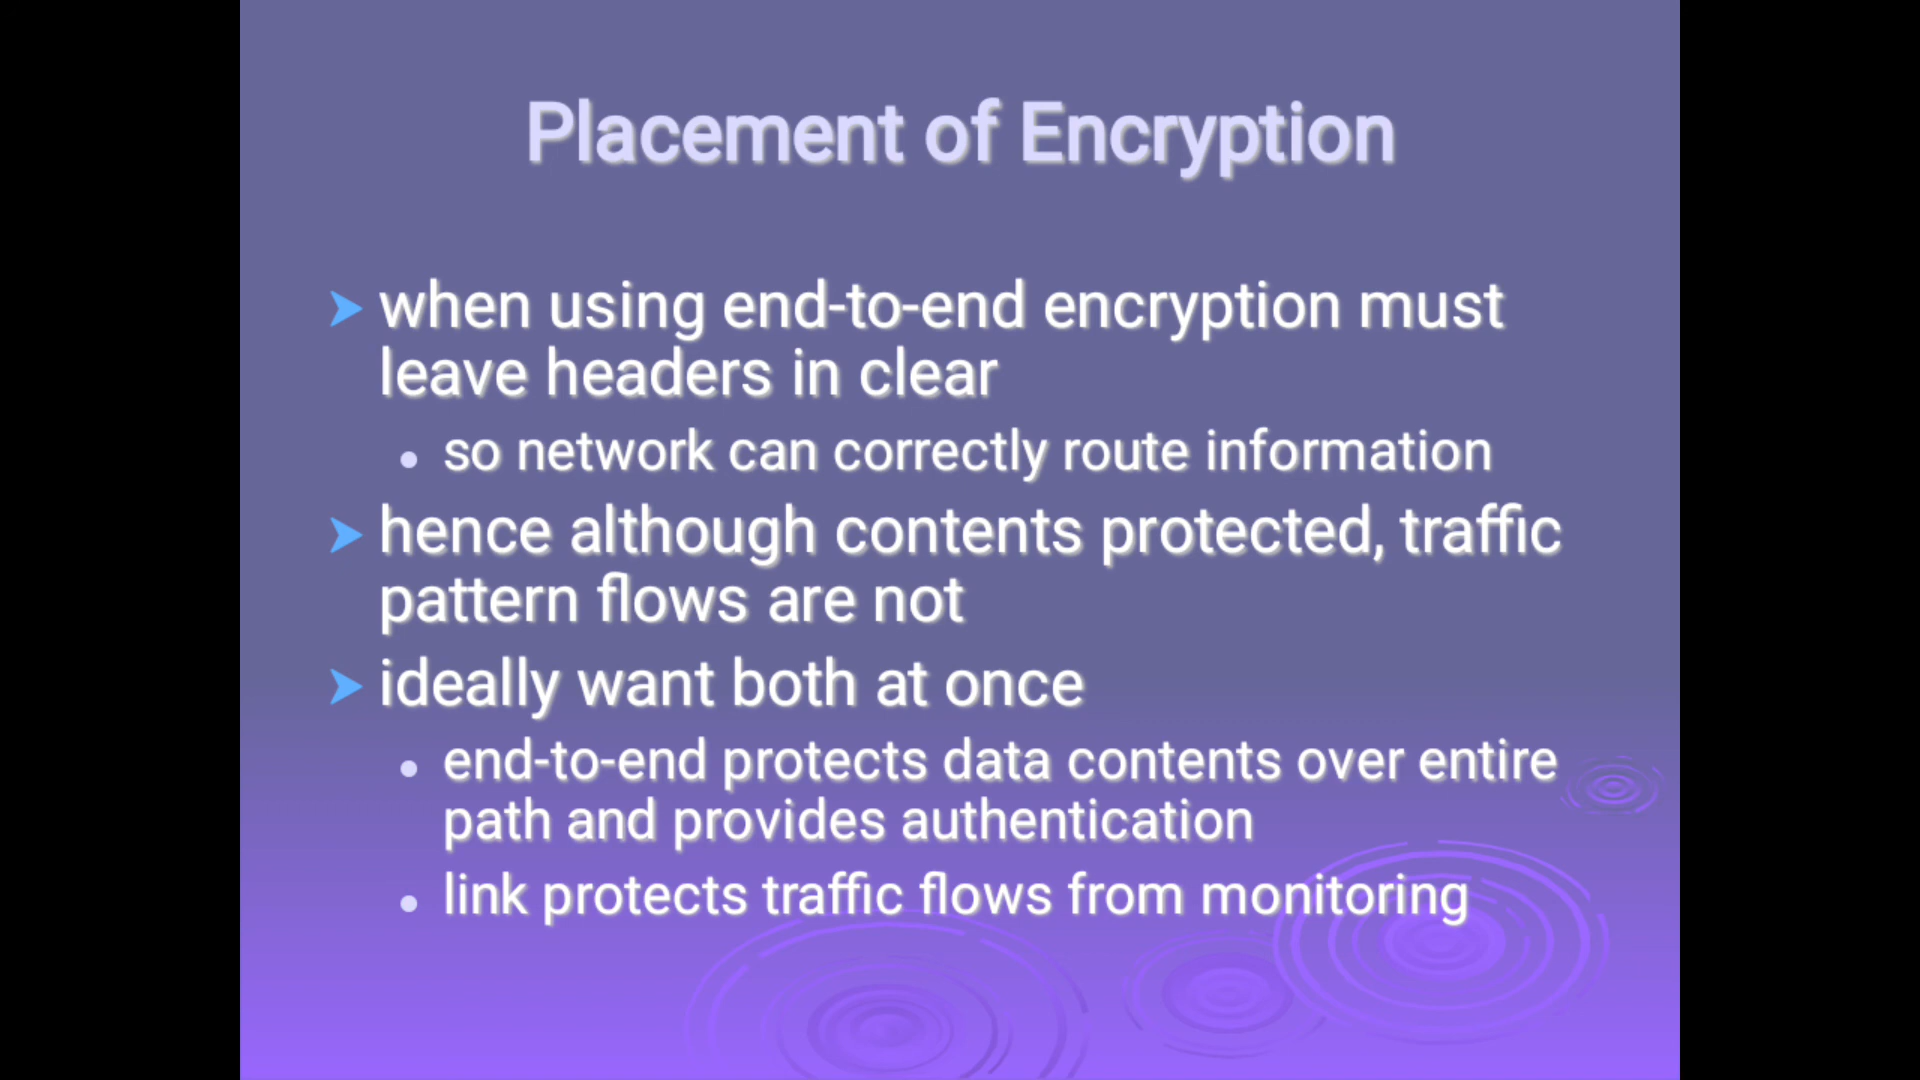 Placement of Encryption
when using end-to-end encryption must
leave headers in clear
so network can correctly route information
hence although contents protected, traffic
pattern flows are not
ideally want both at once
end-to-end protects data contents over entire
path and provides authentication
link protects traffic flows from monitoring